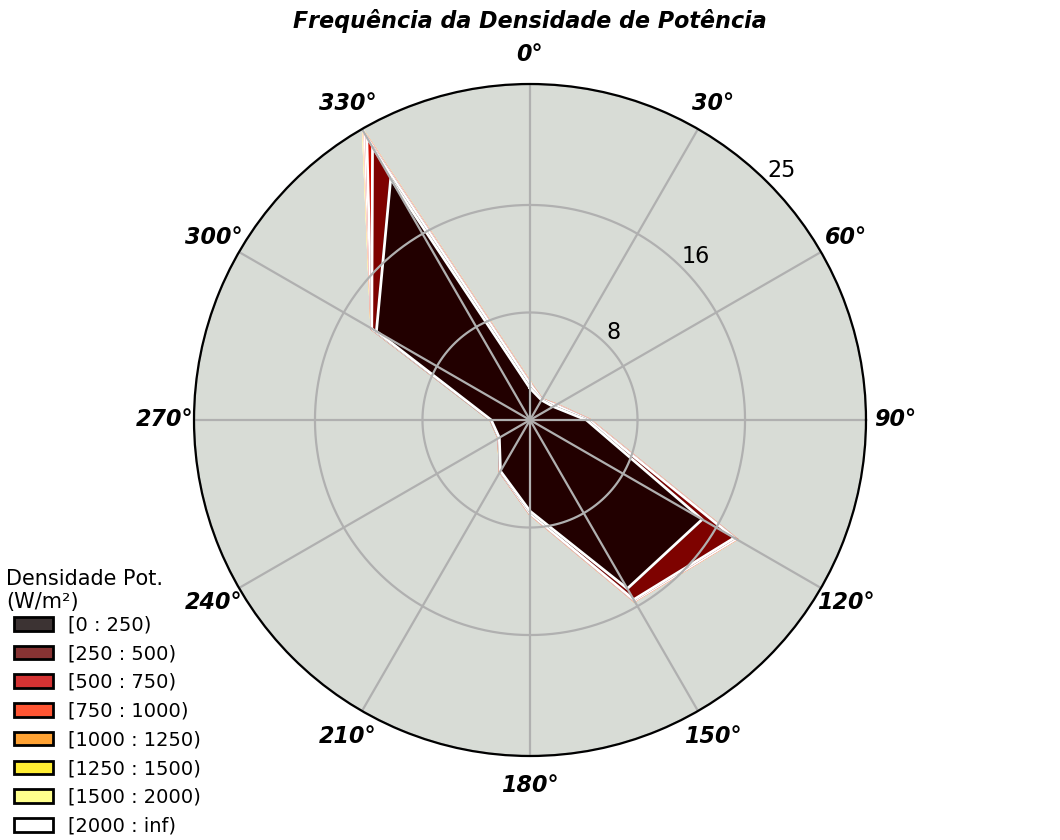 Frequência da Densidade de Potência
0°
330°
30°
25
300°
60°
16
8
270°
90°
240°
120°
210°
150°
180°
Densidade Pot.
(W/m²)
[0 : 250)
[250 : 500)
[500 : 750)
[750 : 1000)
[1000 : 1250)
[1250 : 1500)
[1500 : 2000)
[2000 : inf)